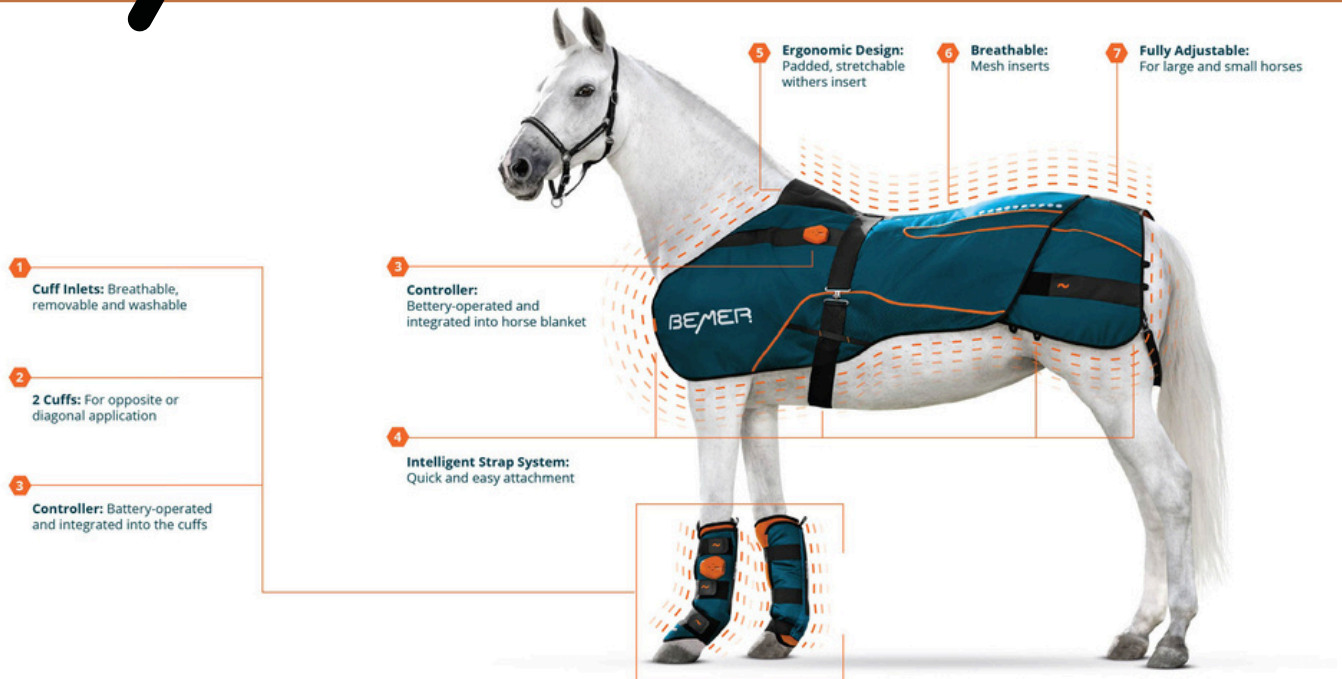 5
Ergonomic Design:
Padded, stretchable
withers insert
6
Breathable:
Mesh inserts
7
Fully Adjustable:
For large and small horses
1
Cuff Inlets: Breathable,
removable and washable
2
2 Cuffs: For opposite or
diagonal application
3
Controller: Battery-operated
and integrated into the cuffs
3
Controller:
Bettery-operated and
integrated into horse blanket
BEMER
4
Intelligent Strap System:
Quick and easy attachment